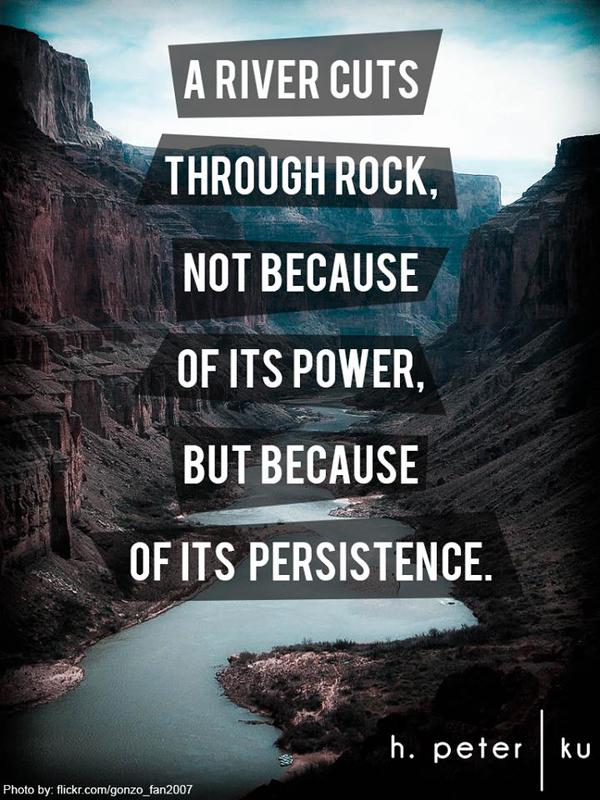 A RIVER CUTS
THROUGH ROCK,
NOT BECAUSE
OF ITS POWER,
BUT BECAUSE
OF ITS PERSISTENCE.
h. peter | ku
Photo by: flickr.com/gonzo_fan2007